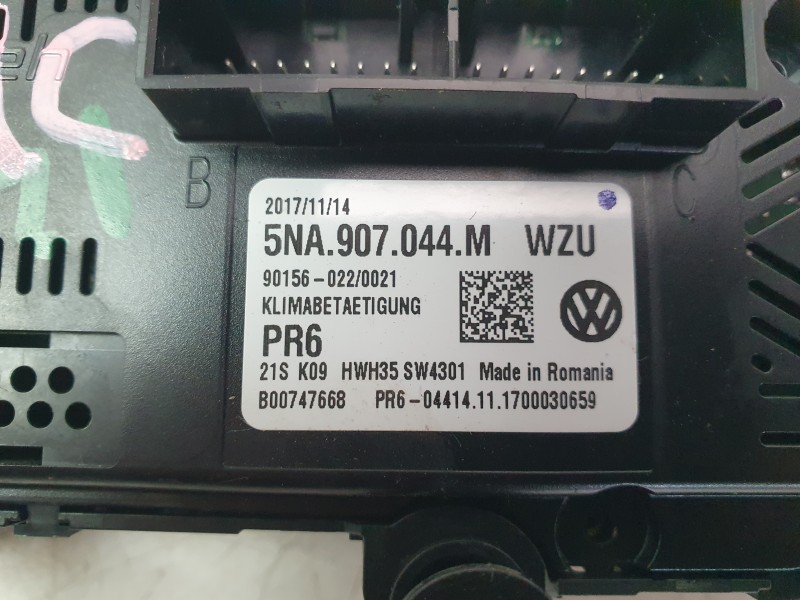 B
C
2017/11/14
5NA.907.044.M WZU
90156-022/0021
KLIMABETAETIGUNG
PR6
21S K09 HWH35 SW4301 Made in Romania
B00747668 PR6-04414.11.1700030659